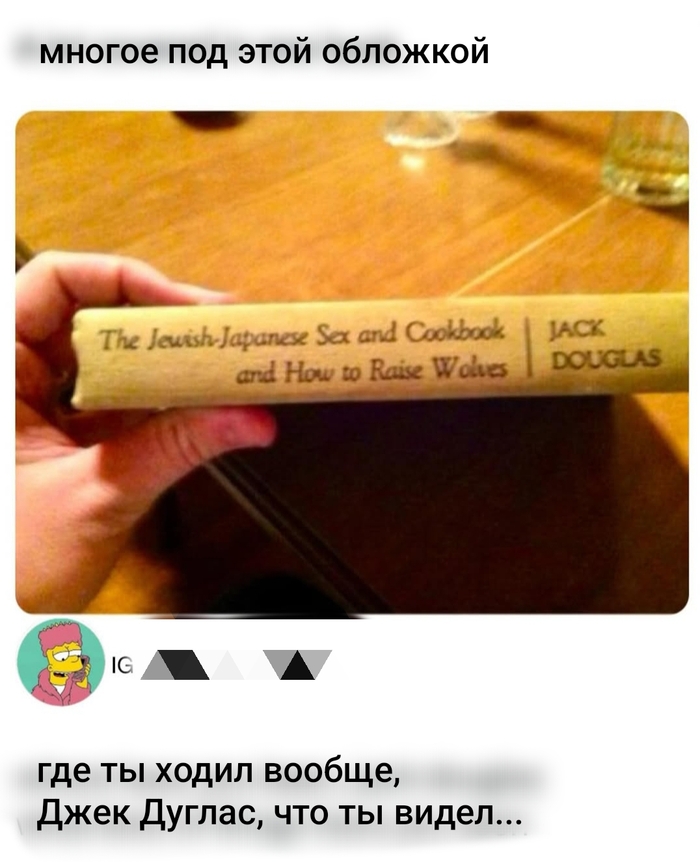 многое под этой обложкой
The Jewish-Japanese Sex and Cookbook
and How to Raise Wolves
JACK
DOUGLAS
IG
где ты ходил вообще,
Джек Дуглас, что ты видел...